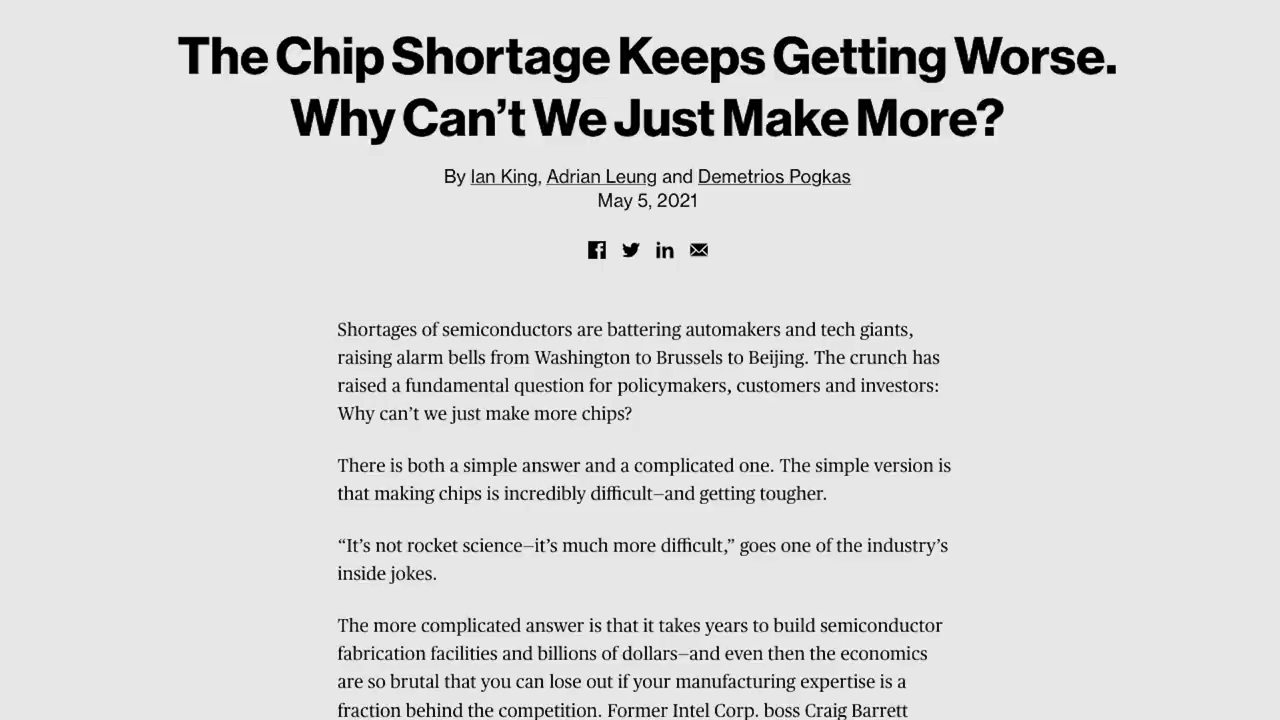 The Chip Shortage Keeps Getting Worse.
Why Can’t We Just Make More?
By Ian King, Adrian Leung and Demetrios Pogkas
May 5, 2021
Shortages of semiconductors are battering automakers and tech giants,
raising alarm bells from Washington to Brussels to Beijing. The crunch has
raised a fundamental question for policymakers, customers and investors:
Why can’t we just make more chips?
There is both a simple answer and a complicated one. The simple version is
that making chips is incredibly difficult—and getting tougher.
“It’s not rocket science—it’s much more difficult,” goes one of the industry’s
inside jokes.
The more complicated answer is that it takes years to build semiconductor
fabrication facilities and billions of dollars—and even then the economics
are so brutal that you can lose out if your manufacturing expertise is a
fraction behind the competition. Former Intel Corp. boss Craig Barrett